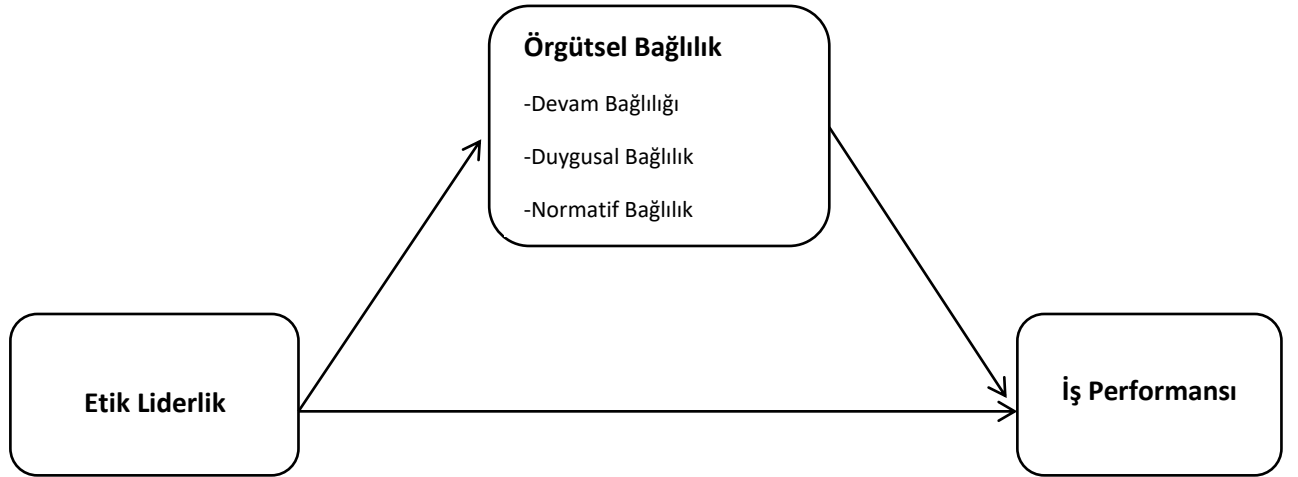 Örgütsel Bağlılık
-Devam Bağlılığı
-Duygusal Bağlılık
-Normatif Bağlılık
Etik Liderlik
İş Performansı